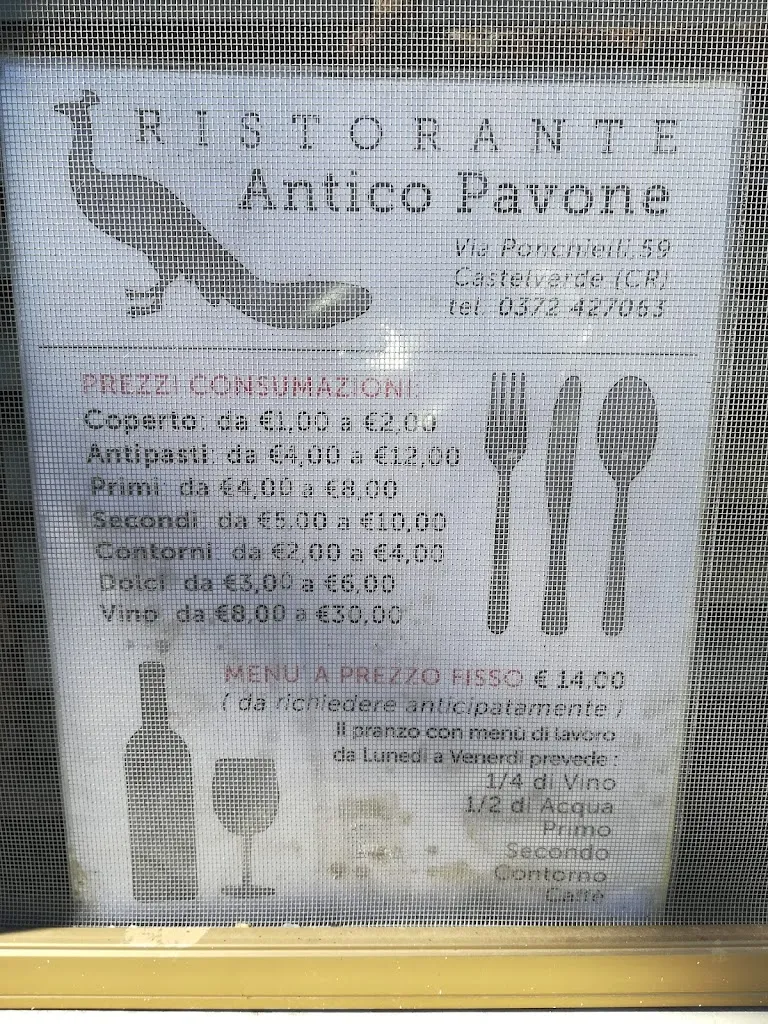 RISTORANTE
Antico Pavone
Via Ponchielli, 59
Castelverde (CR)
tel. 0372 427063
PREZZI CONSUMAZIONI:
Coperto: da €1,00 a €2,00
Antipasti: da €4,00 a €12,00
Primi: da €4,00 a €8,00
Secondi: da €5,00 a €10,00
Contorni: da €2,00 a €4,00
Dolci: da €3,00 a €6,00
Vino: da €8,00 a €30,00
MENU' A PREZZO FISSO € 14,00
( da richiedere anticipatamente )
Il pranzo con menù di lavoro
da Lunedì a Venerdì prevede :
1/4 di Vino
1/2 di Acqua
Primo
Secondo
Contorno
Caffè